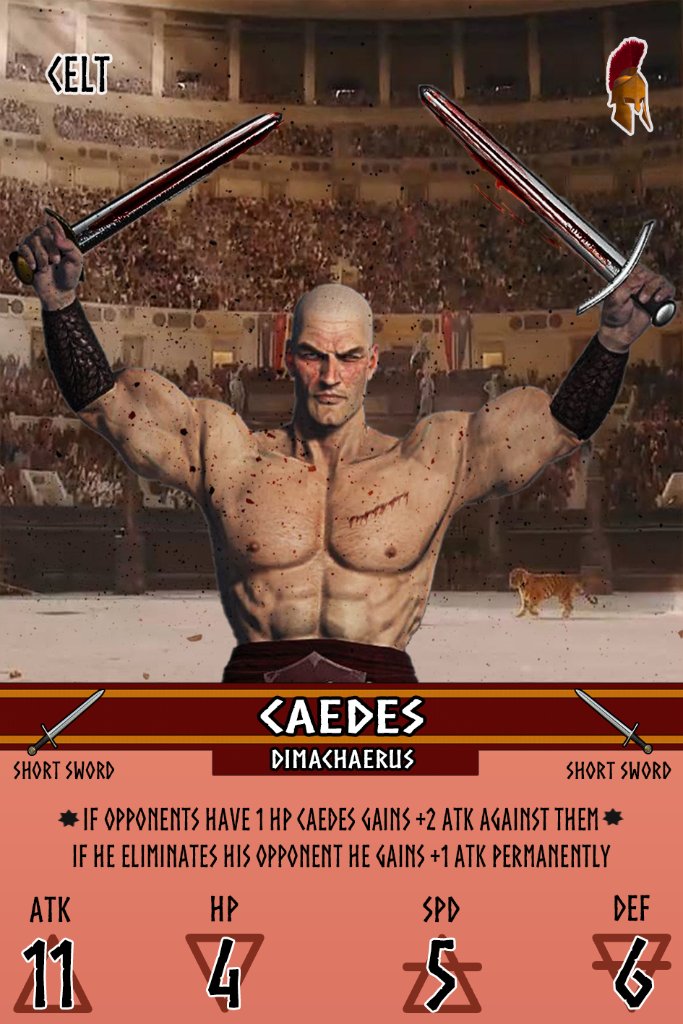 CELT
CAEDES
DIMACHAERUS
SHORT SWORD
SHORT SWORD
IF OPPONENTS HAVE 1 HP CAEDES GAINS +2 ATK AGAINST THEM
IF HE ELIMINATES HIS OPPONENT HE GAINS +1 ATK PERMANENTLY
ATK HP SPD DEF
11 4 5 6